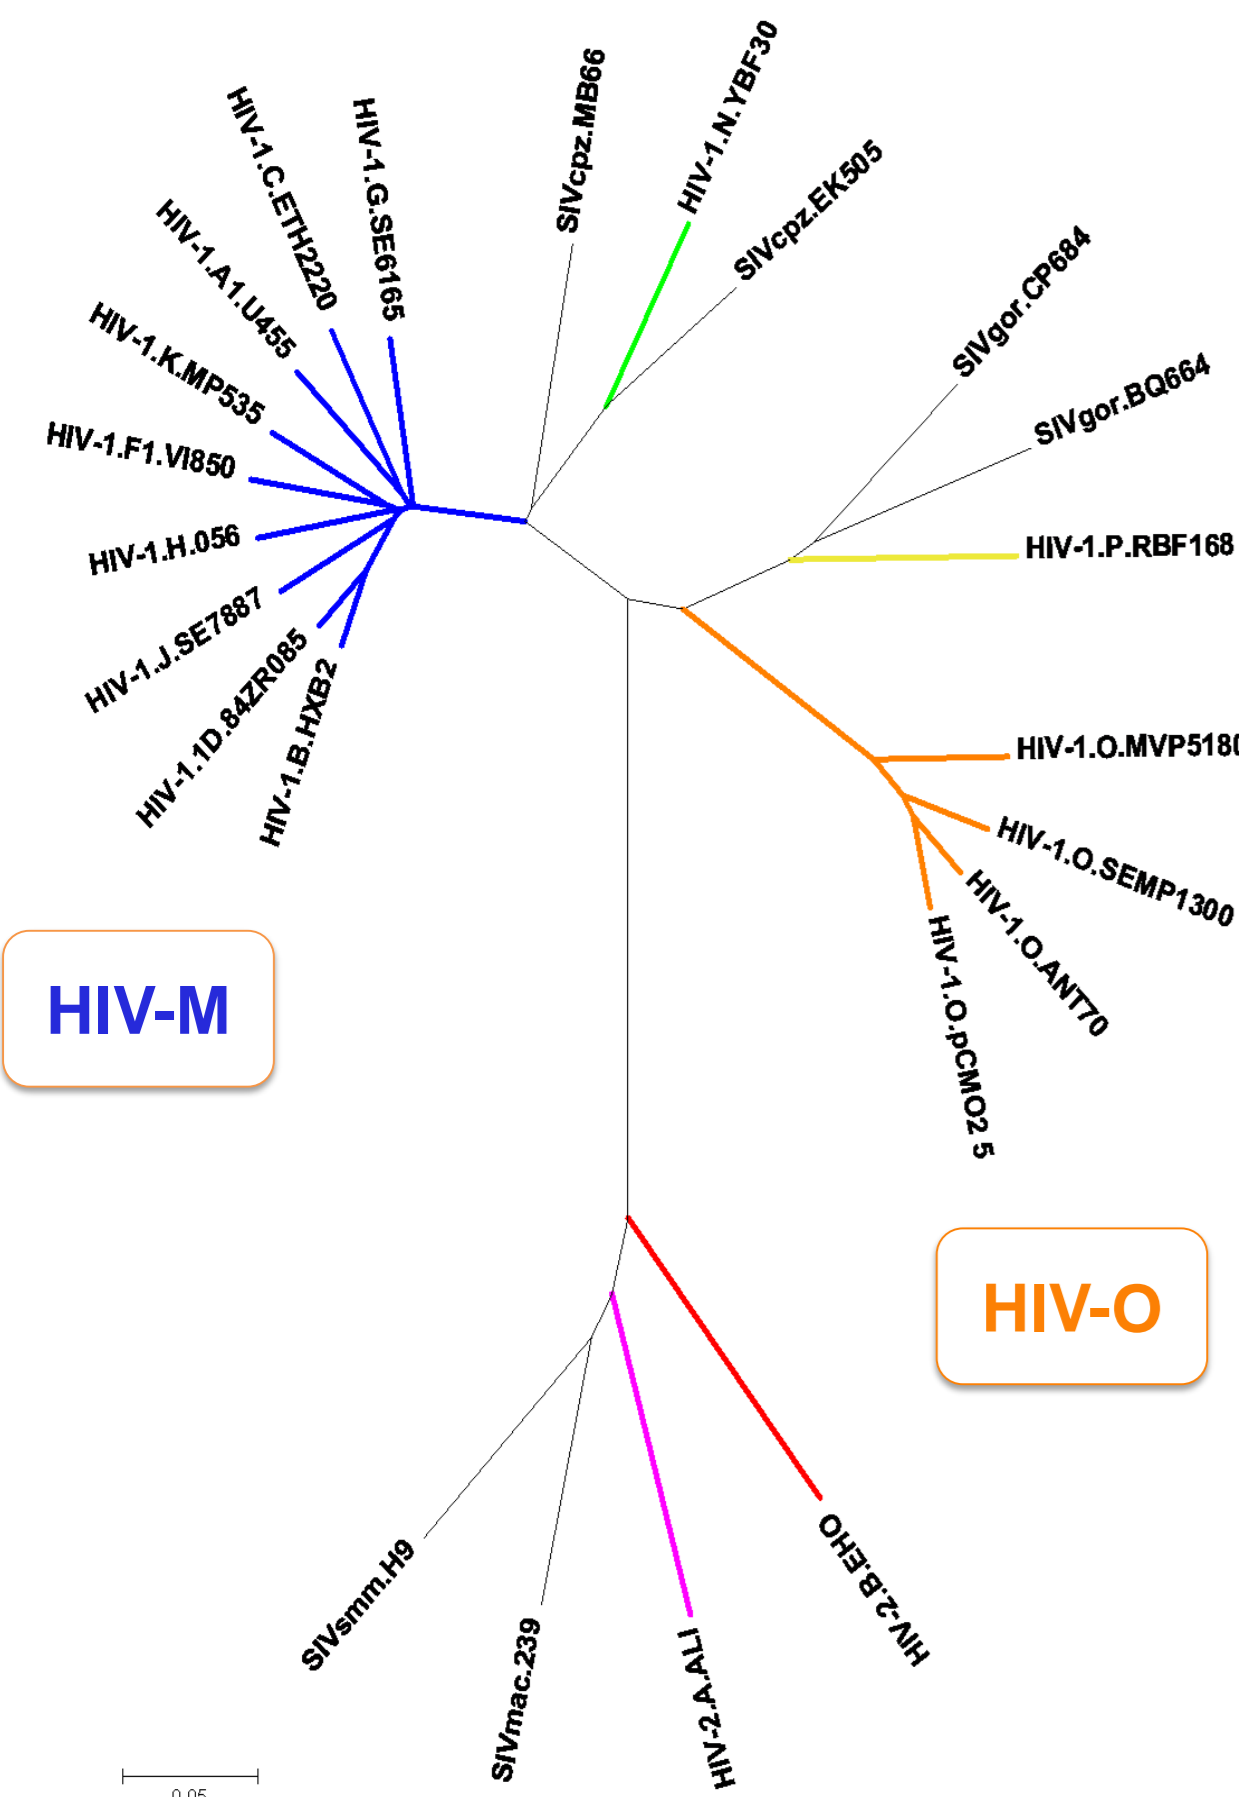 SIVcpz.MB66
HIV-1.N.YBF30
SIVcpz.EK505
HIV-1.G.SE6165
HIV-1.C.ETH2220
HIV-1.A1.U455
HIV-1.K.MP535
HIV-1.F1.VI850
HIV-1.H.056
HIV-1.J.SE7887
HIV-1.1D.84ZR085
HIV-1.B.HXB2
SIVgor.CP684
SIVgor.BQ664
HIV-1.P.RBF168
HIV-1.O.MVP5180
HIV-1.O.SEMP1300
HIV-1.O.ANT70
HIV-1.O.pCMO2 5
HIV-M
HIV-O
HIV-2.B.EHO
HIV-2.A.ALI
SIVmac.239
SIVsmm.H9
0.05